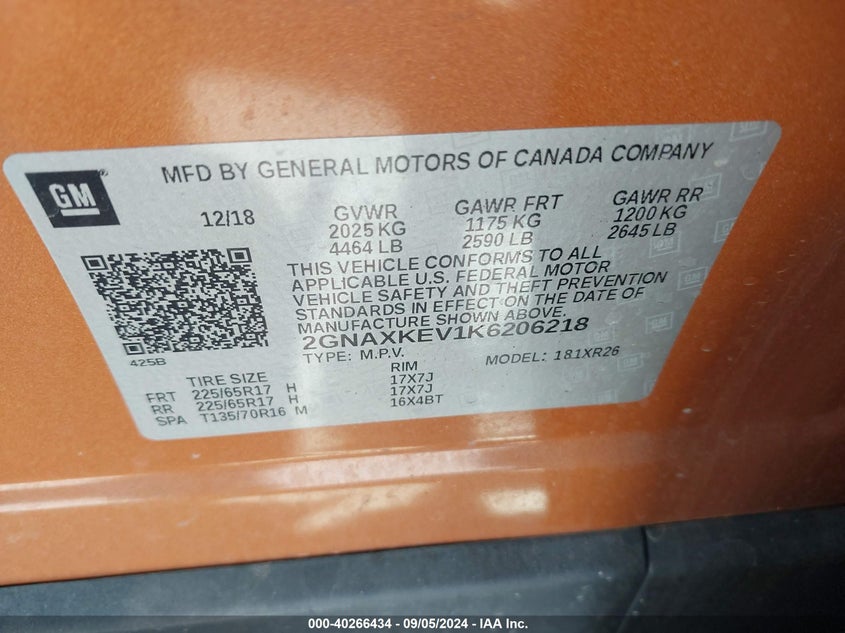 GM
MFD BY GENERAL MOTORS OF CANADA COMPANY
12/18
GVWR
2025 KG
4464 LB
GAWR FRT
1175 KG
2590 LB
GAWR RR
1200 KG
2645 LB
THIS VEHICLE CONFORMS TO ALL
APPLICABLE U.S. FEDERAL MOTOR
VEHICLE SAFETY AND THEFT PREVENTION
STANDARDS IN EFFECT ON THE DATE OF
MANUFACTURE SHOWN ABOVE.
2GNAXKEV1K6206218
425B
TYPE: M.P.V.
MODEL: 181XR26
TIRE SIZE
RIM
FRT 225/65R17 H 17X7J
RR 225/65R17 H 17X7J
SPA T135/70R16 M 16X4BT
000-40266434 - 09/05/2024 - IAA Inc.